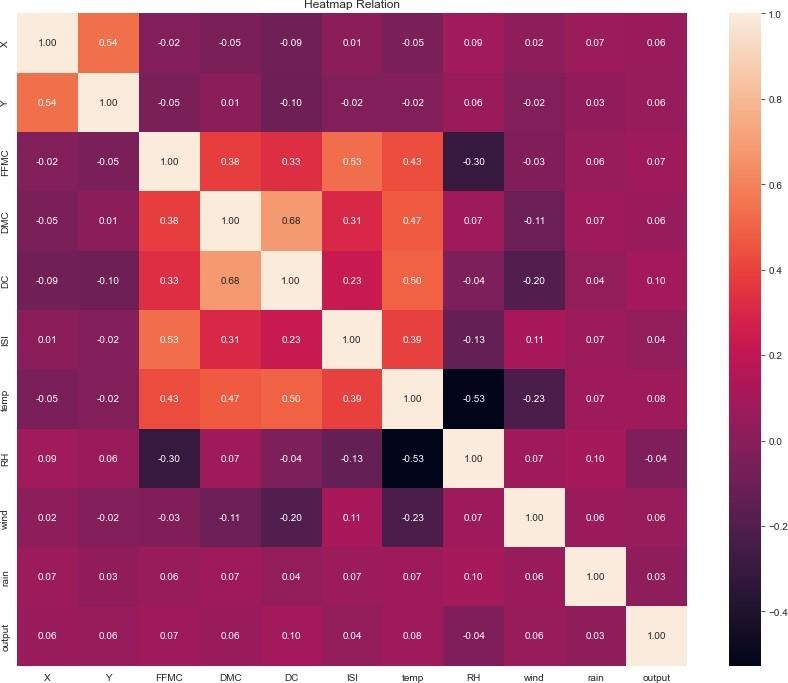 Heatmap Relation
X 1.00 0.54 -0.02 -0.05 -0.09 0.01 -0.05 0.09 0.02 0.07 0.06
Y 0.54 1.00 -0.05 0.01 -0.10 -0.02 -0.02 0.06 -0.02 0.03 0.06
FFMC -0.02 -0.05 1.00 0.38 0.33 0.53 0.43 -0.30 -0.03 0.06 0.07
DMC -0.05 0.01 0.38 1.00 0.68 0.31 0.47 0.07 -0.11 0.07 0.06
DC -0.09 -0.10 0.33 0.68 1.00 0.23 0.50 -0.04 -0.20 0.04 0.10
ISI 0.01 -0.02 0.53 0.31 0.23 1.00 0.39 -0.13 0.11 0.07 0.04
temp -0.05 -0.02 0.43 0.47 0.50 0.39 1.00 -0.53 -0.23 0.07 0.08
RH 0.09 0.06 -0.30 0.07 -0.04 -0.13 -0.53 1.00 0.07 0.10 -0.04
wind 0.02 -0.02 -0.03 -0.11 -0.20 0.11 -0.23 0.07 1.00 0.06 0.06
rain 0.07 0.03 0.06 0.07 0.04 0.07 0.07 0.10 0.06 1.00 0.03
output 0.06 0.06 0.07 0.06 0.10 0.04 0.08 -0.04 0.06 0.03 1.00
X Y FFMC DMC DC ISI temp RH wind rain output
1.0
0.8
0.6
0.4
0.2
0.0
-0.2
-0.4